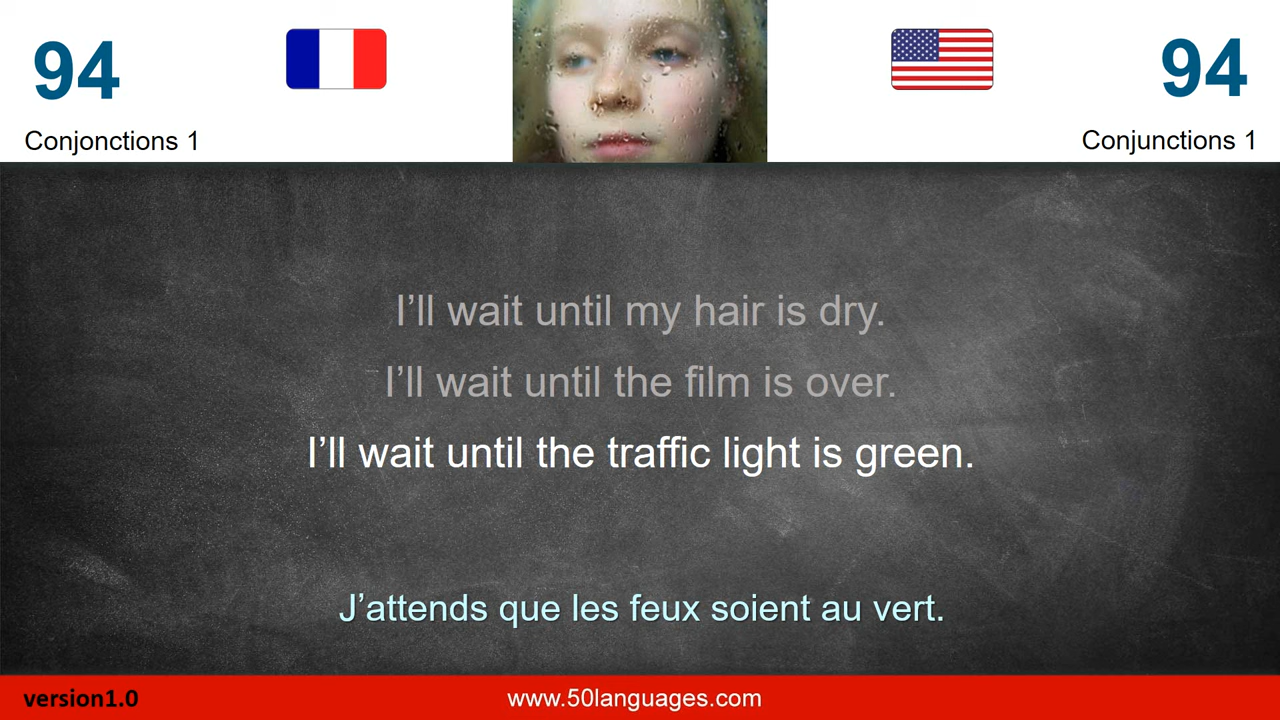 94
94
Conjonctions 1
Conjunctions 1
I’ll wait until my hair is dry.
I’ll wait until the film is over.
I’ll wait until the traffic light is green.
J’attends que les feux soient au vert.
version1.0
www.50languages.com